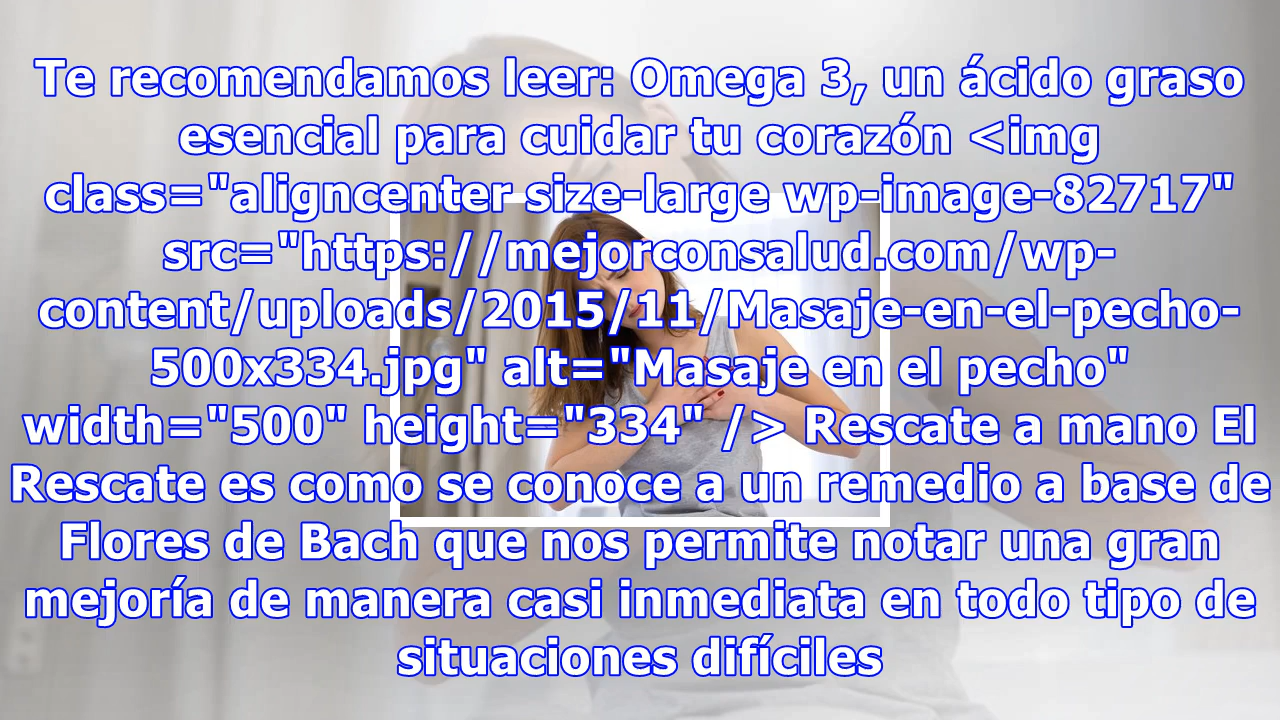 Te recomendamos leer: Omega 3, un ácido graso
esencial para cuidar tu corazón <img
class="aligncenter size-large wp-image-82717"
src="https://mejorconsalud.com/wp-
content/uploads/2015/11/Masaje-en-el-pecho-
500x334.jpg" alt="Masaje en el pecho"
width="500" height="334" /> Rescate a mano El
Rescate es como se conoce a un remedio a base de
Flores de Bach que nos permite notar una gran
mejoría de manera casi inmediata en todo tipo de
situaciones difíciles